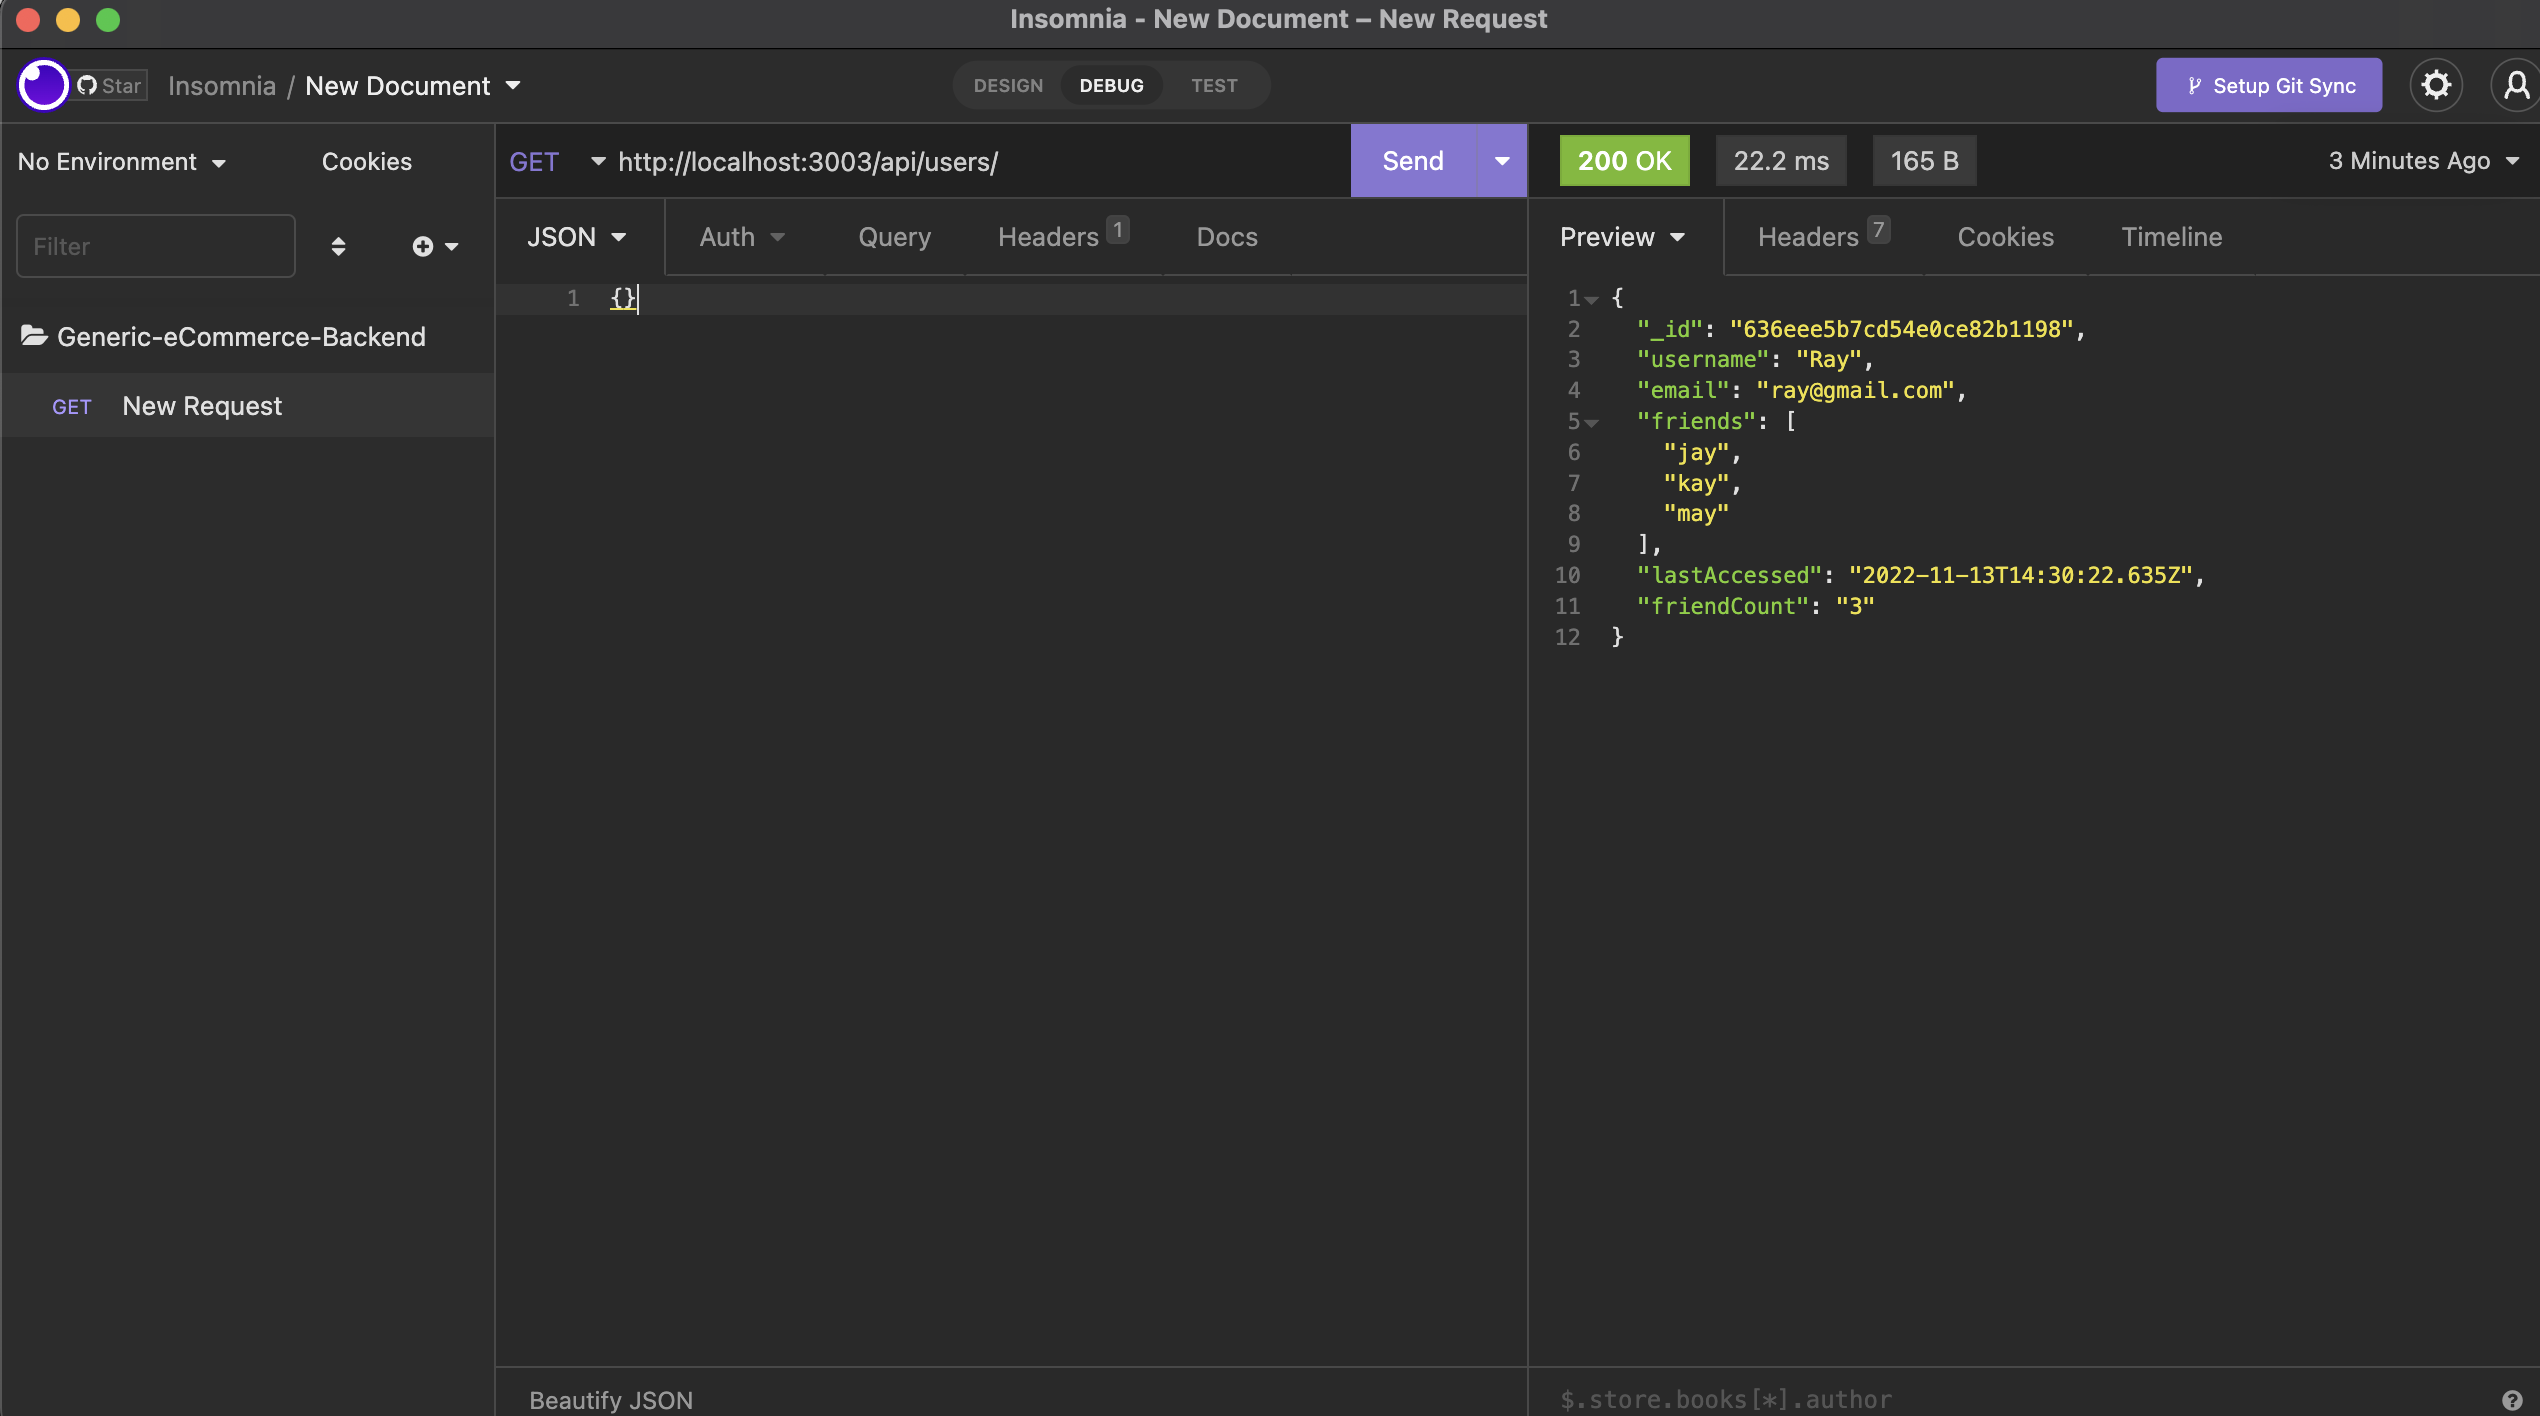 Insomnia - New Document – New Request
Star Insomnia / New Document
DESIGN DEBUG TEST
Setup Git Sync
No Environment Cookies
Filter
Generic-eCommerce-Backend
GET New Request
GET http://localhost:3003/api/users/ Send
JSON Auth Query Headers 1 Docs
1 {}
Beautify JSON
200 OK 22.2 ms 165 B 3 Minutes Ago
Preview Headers 7 Cookies Timeline
1 {
2 "_id": "636eee5b7cd54e0ce82b1198",
3 "username": "Ray",
4 "email": "ray@gmail.com",
5 "friends": [
6 "jay",
7 "kay",
8 "may"
9 ],
10 "lastAccessed": "2022-11-13T14:30:22.635Z",
11 "friendCount": "3"
12 }
$.store.books[*].author